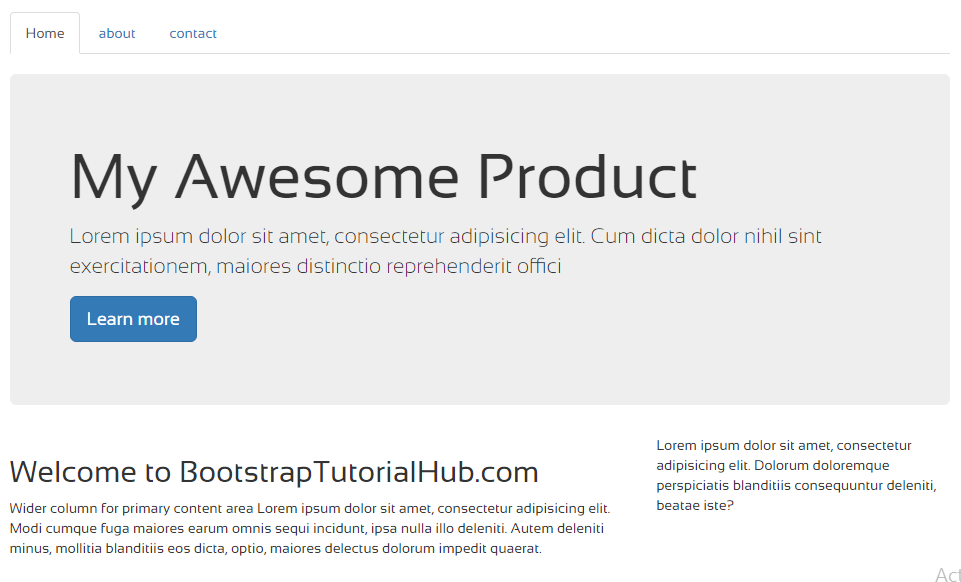 Home about contact
My Awesome Product
Lorem ipsum dolor sit amet, consectetur adipisicing elit. Cum dicta dolor nihil sint
exercitationem, maiores distinctio reprehenderit offici
Learn more
Welcome to BootstrapTutorialHub.com
Wider column for primary content area Lorem ipsum dolor sit amet, consectetur adipisicing elit.
Modi cumque fuga maiores earum omnis sequi incidunt, ipsa nulla illo deleniti. Autem deleniti
minus, mollitia blanditiis eos dicta, optio, maiores delectus dolorum impedit quaerat.
Lorem ipsum dolor sit amet, consectetur
adipisicing elit. Dolorum doloremque
perspiciatis blanditiis consequuntur deleniti,
beatae iste?
Act